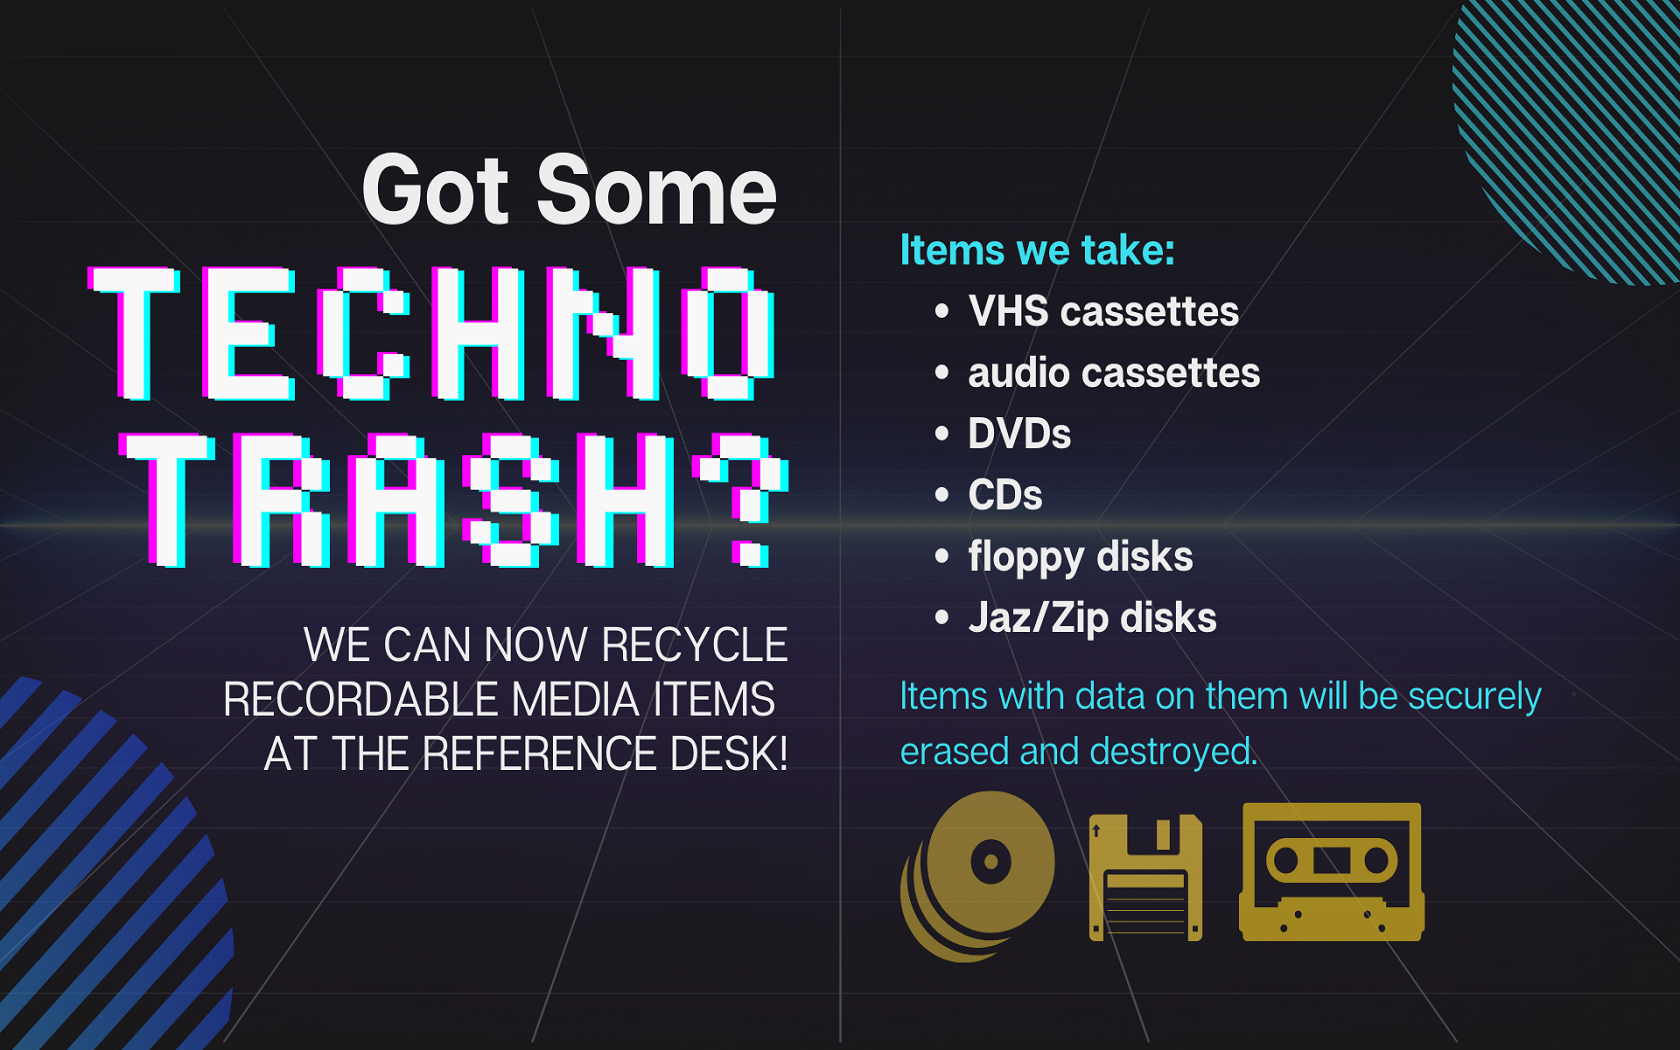 Got Some
TECHNO
TRASH?
WE CAN NOW RECYCLE
RECORDABLE MEDIA ITEMS
AT THE REFERENCE DESK!
Items we take:
• VHS cassettes
• audio cassettes
• DVDs
• CDs
• floppy disks
• Jaz/Zip disks
Items with data on them will be securely
erased and destroyed.